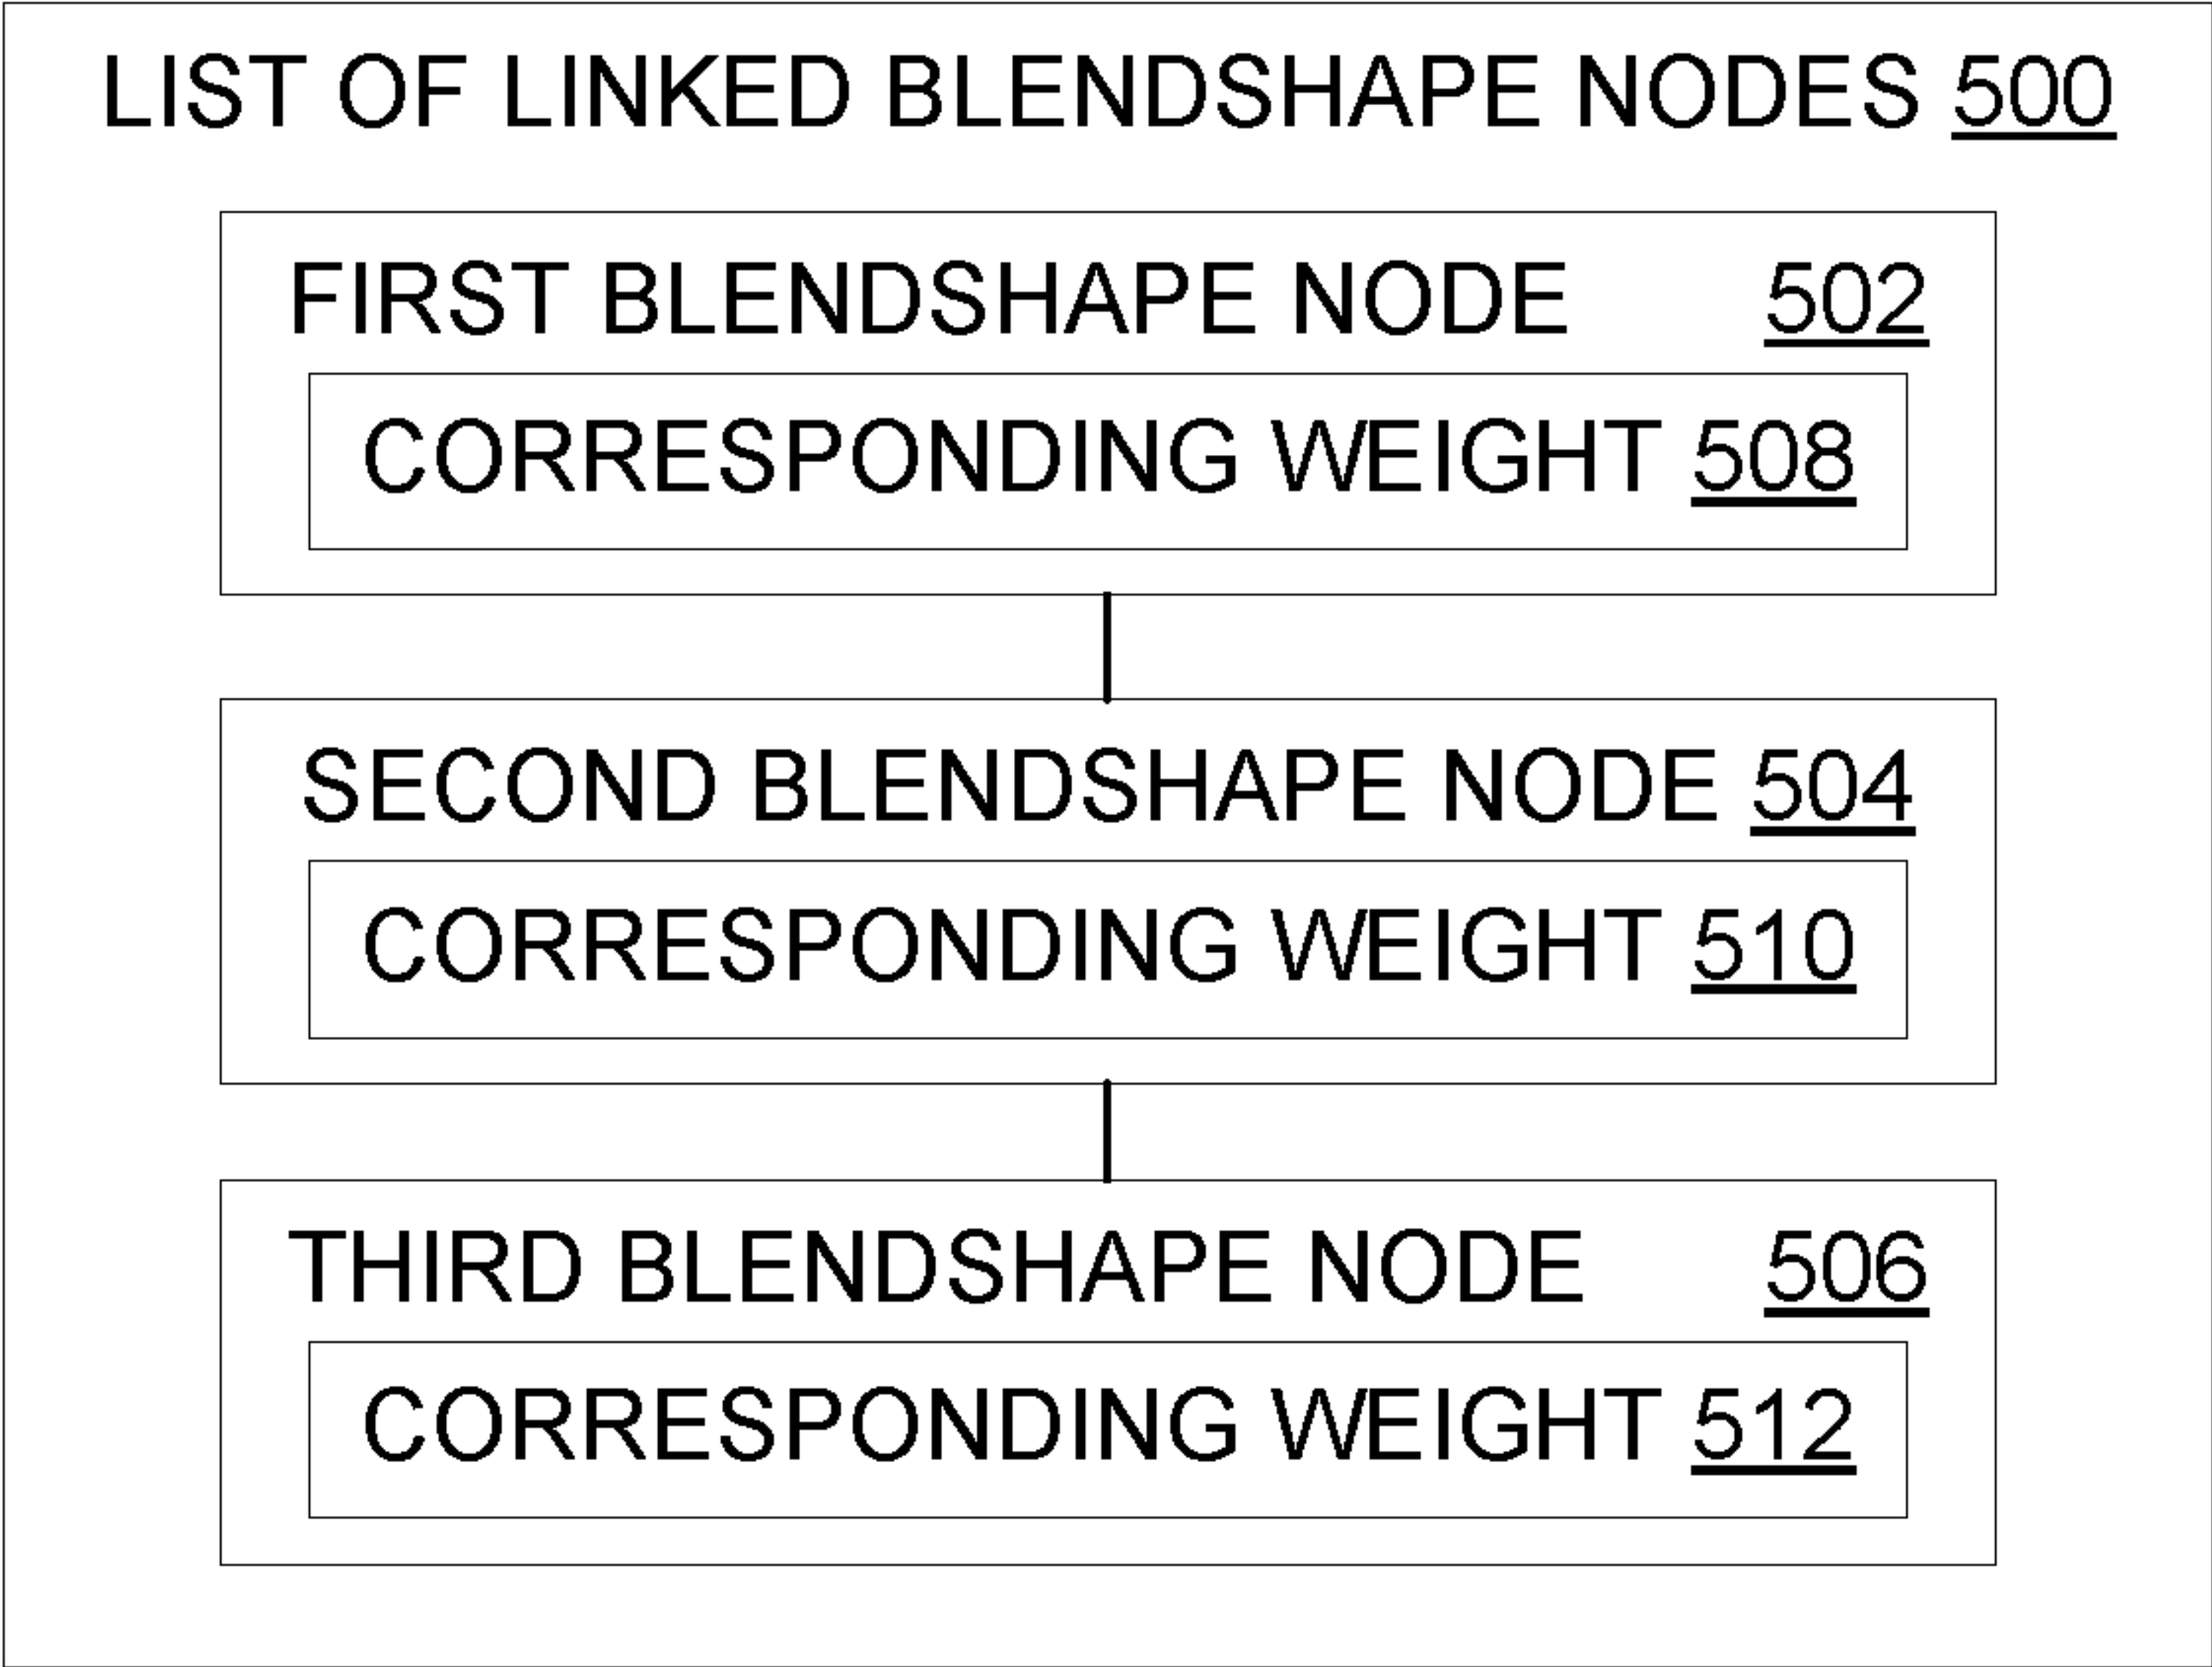 LIST OF LINKED BLENDSHAPE NODES 500
FIRST BLENDSHAPE NODE 502
CORRESPONDING WEIGHT 508
SECOND BLENDSHAPE NODE 504
CORRESPONDING WEIGHT 510
THIRD BLENDSHAPE NODE 506
CORRESPONDING WEIGHT 512